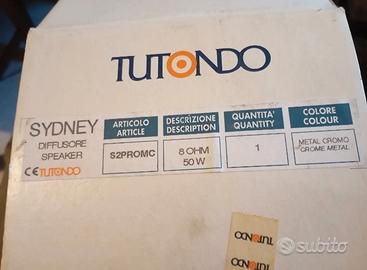 TUTONDO
SYDNEY
DIFFUSORE
SPEAKER
CE TUTONDO
ARTICOLO
ARTICLE
S2PROMC
DESCRIZIONE
DESCRIPTION
8 OHM
50 W
QUANTITA'
QUANTITY
1
COLORE
COLOUR
METAL CROMO
CROME METAL
TUTONDO
TUTONDO
subito